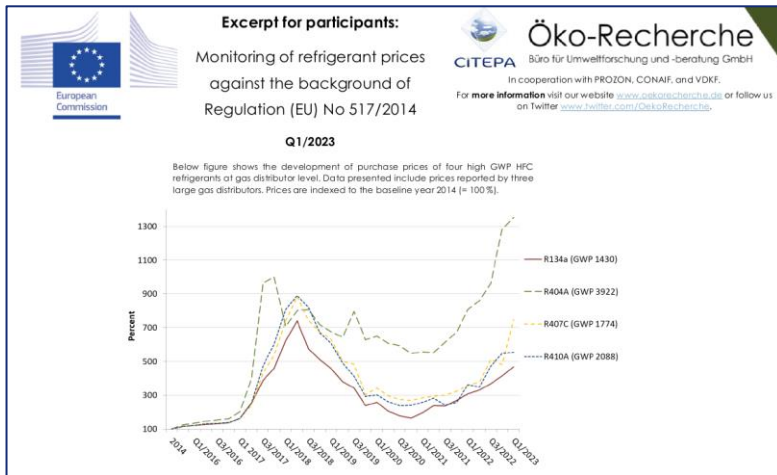 European
Commission
Excerpt for participants:
Monitoring of refrigerant prices
against the background of
Regulation (EU) No 517/2014
Q1/2023
CITEPA
Öko-Recherche
Büro für Umweltforschung und -beratung GmbH
In cooperation with PROZON, CONAIF, and VDKF.
For more information visit our website www.oekorecherche.de or follow us
on Twitter www.twitter.com/OekoRecherche.
Below figure shows the development of purchase prices of four high GWP HFC
refrigerants at gas distributor level. Data presented include prices reported by three
large gas distributors. Prices are indexed to the baseline year 2014 (= 100%).
Percent
1300
1100
900
700
500
300
100
2014
Q1/2016
Q3/2016
Q1 2017
Q3/2017
Q1/2018
Q3/2018
Q1/2019
Q3/2019
Q1/2020
Q3/2020
Q1/2021
Q3/2021
Q1/2022
Q3/2022
Q1/2023
R134a (GWP 1430)
R404A (GWP 3922)
R407C (GWP 1774)
R410A (GWP 2088)